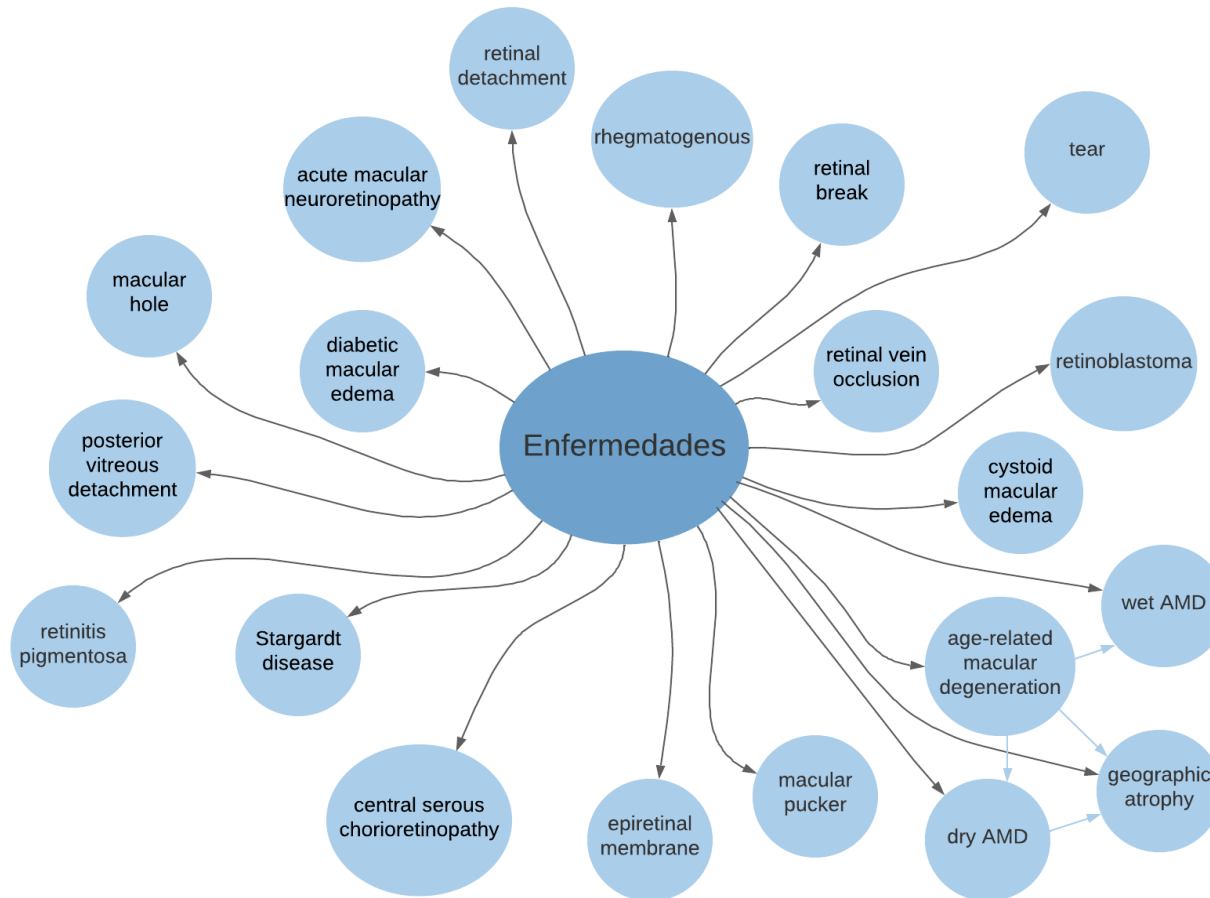 retinal
detachment
rhegmatogenous
retinal
break
tear
acute macular
neuroretinopathy
macular
hole
diabetic
macular
edema
retinal vein
occlusion
retinoblastoma
Enfermedades
posterior
vitreous
detachment
cystoid
macular
edema
wet AMD
retinitis
pigmentosa
Stargardt
disease
age-related
macular
degeneration
central serous
chorioretinopathy
epiretinal
membrane
macular
pucker
dry AMD
geographic
atrophy